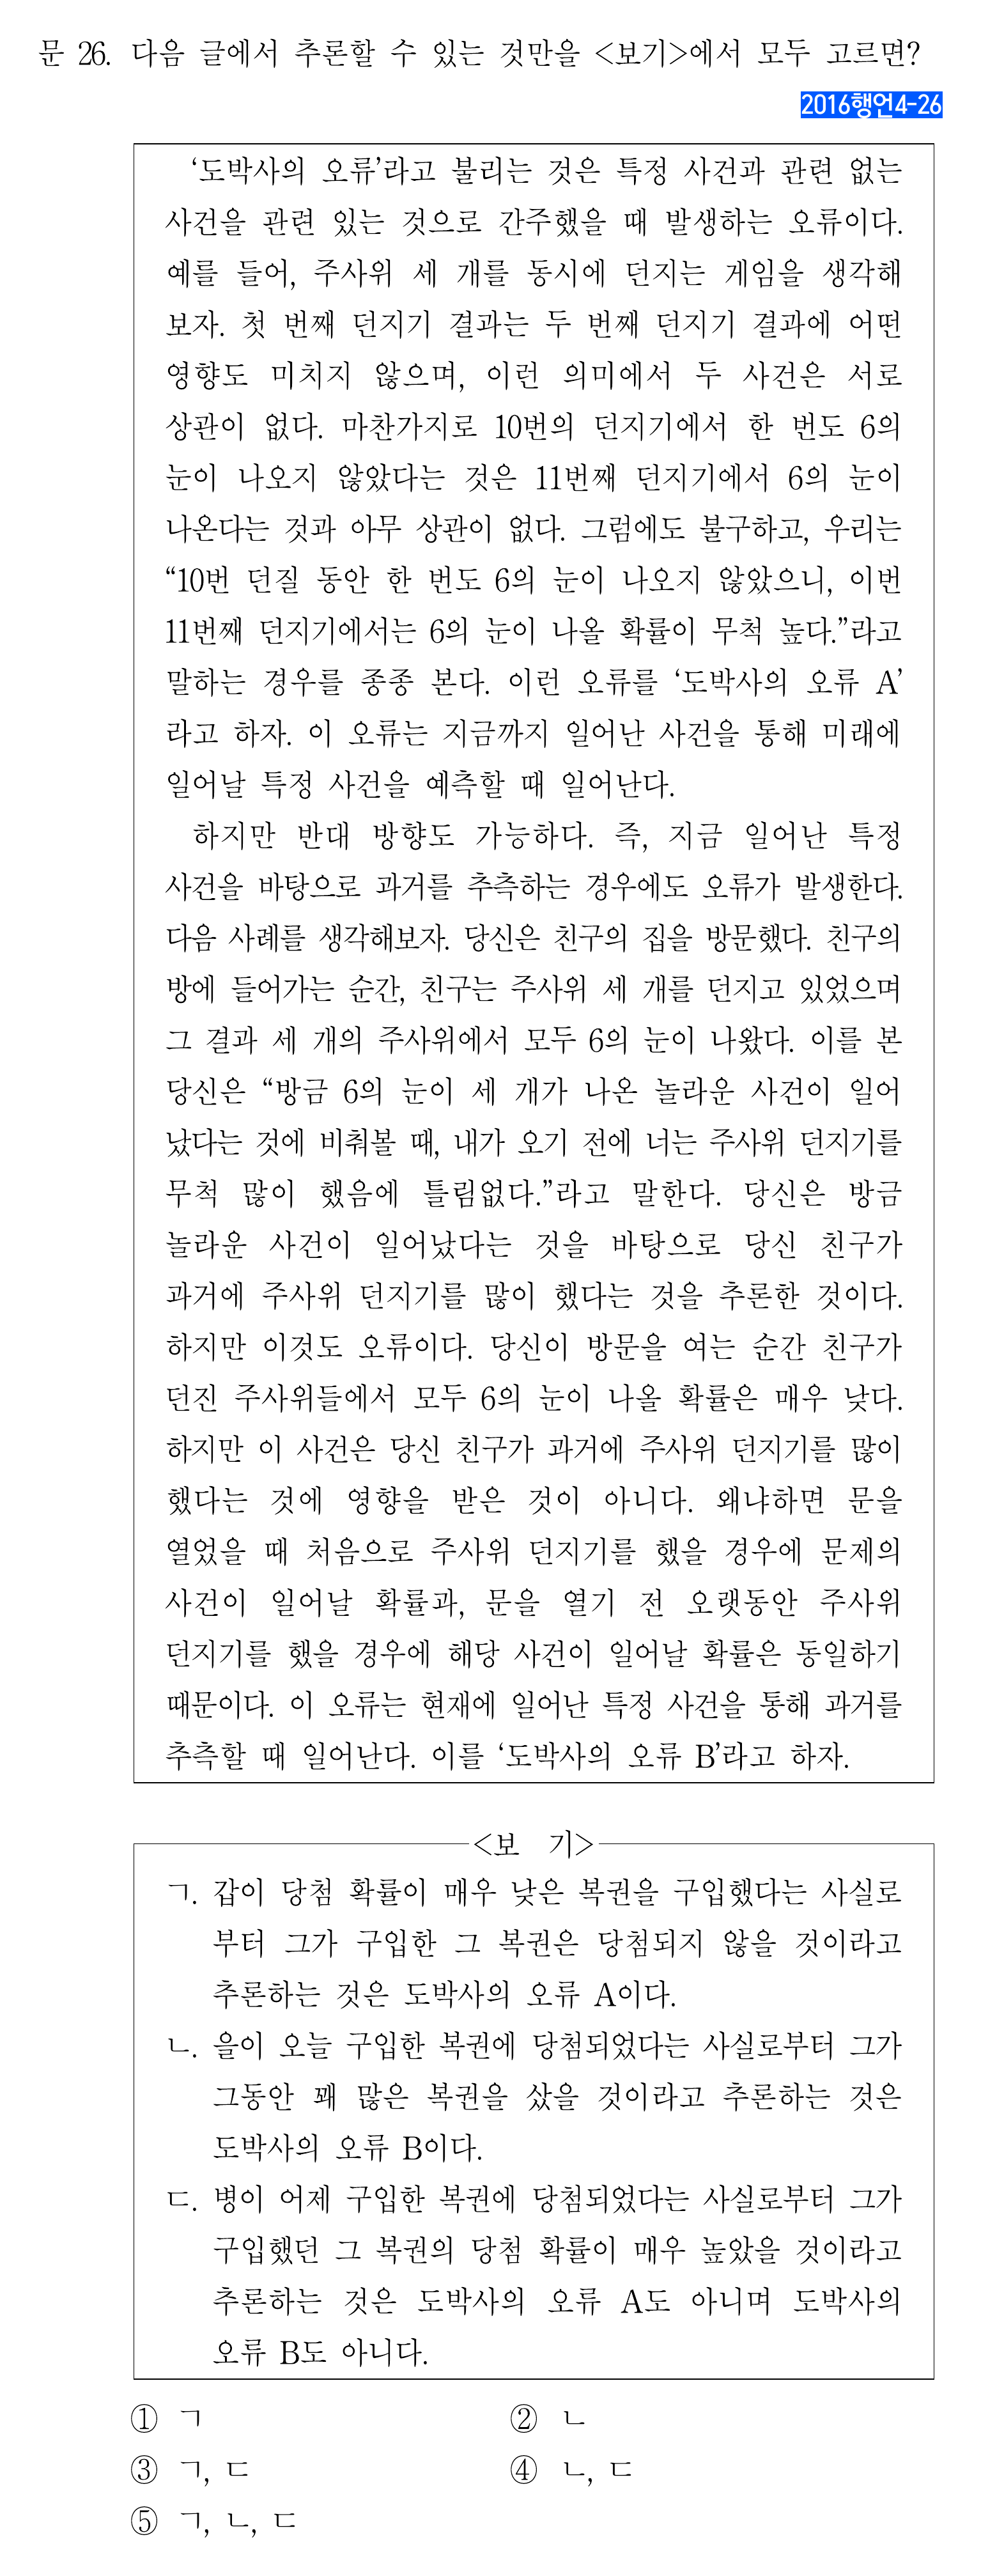 문 26. 다음 글에서 추론할 수 있는 것만을 <보기>에서 모두 고르면?
2016행언4-26
‘도박사의 오류’라고 불리는 것은 특정 사건과 관련 없는
사건을 관련 있는 것으로 간주했을 때 발생하는 오류이다.
예를 들어, 주사위 세 개를 동시에 던지는 게임을 생각해
보자. 첫 번째 던지기 결과는 두 번째 던지기 결과에 어떤
영향도 미치지 않으며, 이런 의미에서 두 사건은 서로
상관이 없다. 마찬가지로 10번의 던지기에서 한 번도 6의
눈이 나오지 않았다는 것은 11번째 던지기에서 6의 눈이
나온다는 것과 아무 상관이 없다. 그럼에도 불구하고, 우리는
“10번 던질 동안 한 번도 6의 눈이 나오지 않았으니, 이번
11번째 던지기에서는 6의 눈이 나올 확률이 무척 높다.”라고
말하는 경우를 종종 본다. 이런 오류를 ‘도박사의 오류 A’
라고 하자. 이 오류는 지금까지 일어난 사건을 통해 미래에
일어날 특정 사건을 예측할 때 일어난다.
하지만 반대 방향도 가능하다. 즉, 지금 일어난 특정
사건을 바탕으로 과거를 추측하는 경우에도 오류가 발생한다.
다음 사례를 생각해보자. 당신은 친구의 집을 방문했다. 친구의
방에 들어가는 순간, 친구는 주사위 세 개를 던지고 있었으며
그 결과 세 개의 주사위에서 모두 6의 눈이 나왔다. 이를 본
당신은 “방금 6의 눈이 세 개가 나온 놀라운 사건이 일어
났다는 것에 비춰볼 때, 내가 오기 전에 너는 주사위 던지기를
무척 많이 했음에 틀림없다.”라고 말한다. 당신은 방금
놀라운 사건이 일어났다는 것을 바탕으로 당신 친구가
과거에 주사위 던지기를 많이 했다는 것을 추론한 것이다.
하지만 이것도 오류이다. 당신이 방문을 여는 순간 친구가
던진 주사위들에서 모두 6의 눈이 나올 확률은 매우 낮다.
하지만 이 사건은 당신 친구가 과거에 주사위 던지기를 많이
했다는 것에 영향을 받은 것이 아니다. 왜냐하면 문을
열었을 때 처음으로 주사위 던지기를 했을 경우에 문제의
사건이 일어날 확률과, 문을 열기 전 오랫동안 주사위
던지기를 했을 경우에 해당 사건이 일어날 확률은 동일하기
때문이다. 이 오류는 현재에 일어난 특정 사건을 통해 과거를
추측할 때 일어난다. 이를 ‘도박사의 오류 B’라고 하자.
<보 기>
ㄱ. 갑이 당첨 확률이 매우 낮은 복권을 구입했다는 사실로
부터 그가 구입한 그 복권은 당첨되지 않을 것이라고
추론하는 것은 도박사의 오류 A이다.
ㄴ. 을이 오늘 구입한 복권에 당첨되었다는 사실로부터 그가
그동안 꽤 많은 복권을 샀을 것이라고 추론하는 것은
도박사의 오류 B이다.
ㄷ. 병이 어제 구입한 복권에 당첨되었다는 사실로부터 그가
구입했던 그 복권의 당첨 확률이 매우 높았을 것이라고
추론하는 것은 도박사의 오류 A도 아니며 도박사의
오류 B도 아니다.
① ㄱ ② ㄴ
③ ㄱ, ㄷ ④ ㄴ, ㄷ
⑤ ㄱ, ㄴ, ㄷ